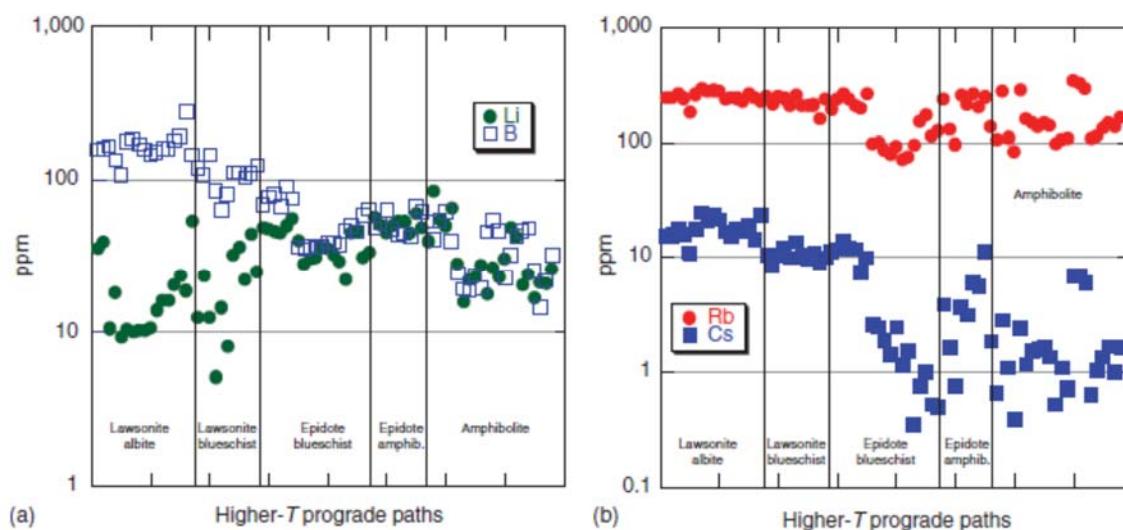 1,000
100
10
1
ppm
Li
B
Lawsonite
albite
Lawsonite
blueschist
Epidote
blueschist
Epidote
amphib.
Amphibolite
(a)
Higher-T prograde paths
1,000
100
10
1
0.1
ppm
Amphibolite
Rb
Cs
Lawsonite
albite
Lawsonite
blueschist
Epidote
blueschist
Epidote
amphib.
(b)
Higher-T prograde paths